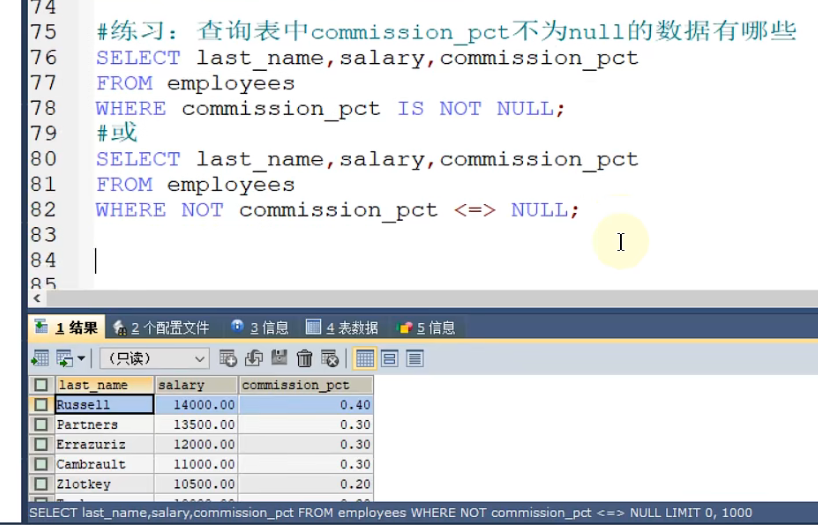 74
75 #练习：查询表中commission_pct不为null的数据有哪些
76 SELECT last_name,salary,commission_pct
77 FROM employees
78 WHERE commission_pct IS NOT NULL;
79 #或
80 SELECT last_name,salary,commission_pct
81 FROM employees
82 WHERE NOT commission_pct <=> NULL;
83
84
85
1 结果 2 个配置文件 3 信息 4 表数据 5 信息
（只读）
last_name salary commission_pct
Russell 14000.00 0.40
Partners 13500.00 0.30
Errazuriz 12000.00 0.30
Cambrault 11000.00 0.30
Zlotkey 10500.00 0.20
SELECT last_name,salary,commission_pct FROM employees WHERE NOT commission_pct <=> NULL LIMIT 0, 1000